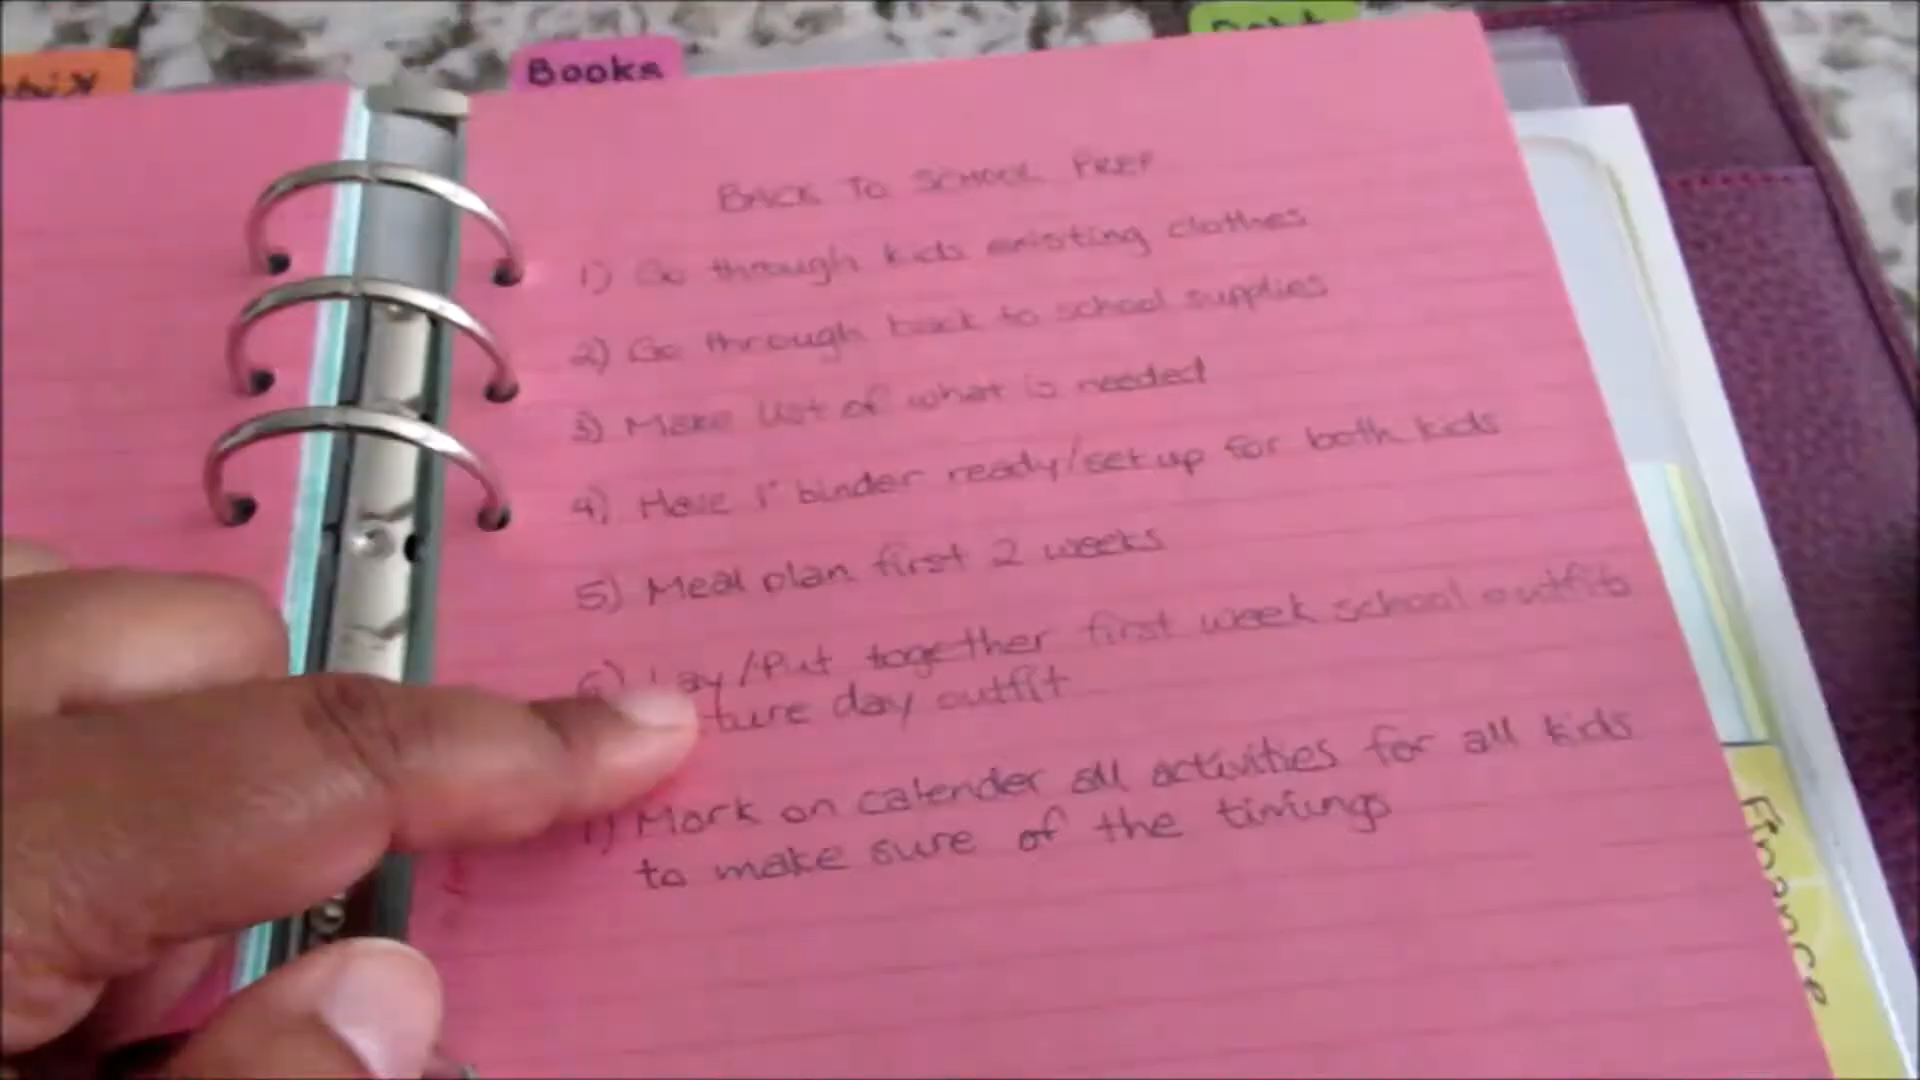 Books
BACK TO SCHOOL PREP
1) Go through kids existing clothes
2) Go through back to school supplies
3) Make list of what is needed
4) Have 1" binder ready/setup for both kids
5) Meal plan first 2 weeks
6) Lay/Put together first week school outfits
ture day outfit
7) Mark on calender all activities for all kids
to make sure of the timings
Finance